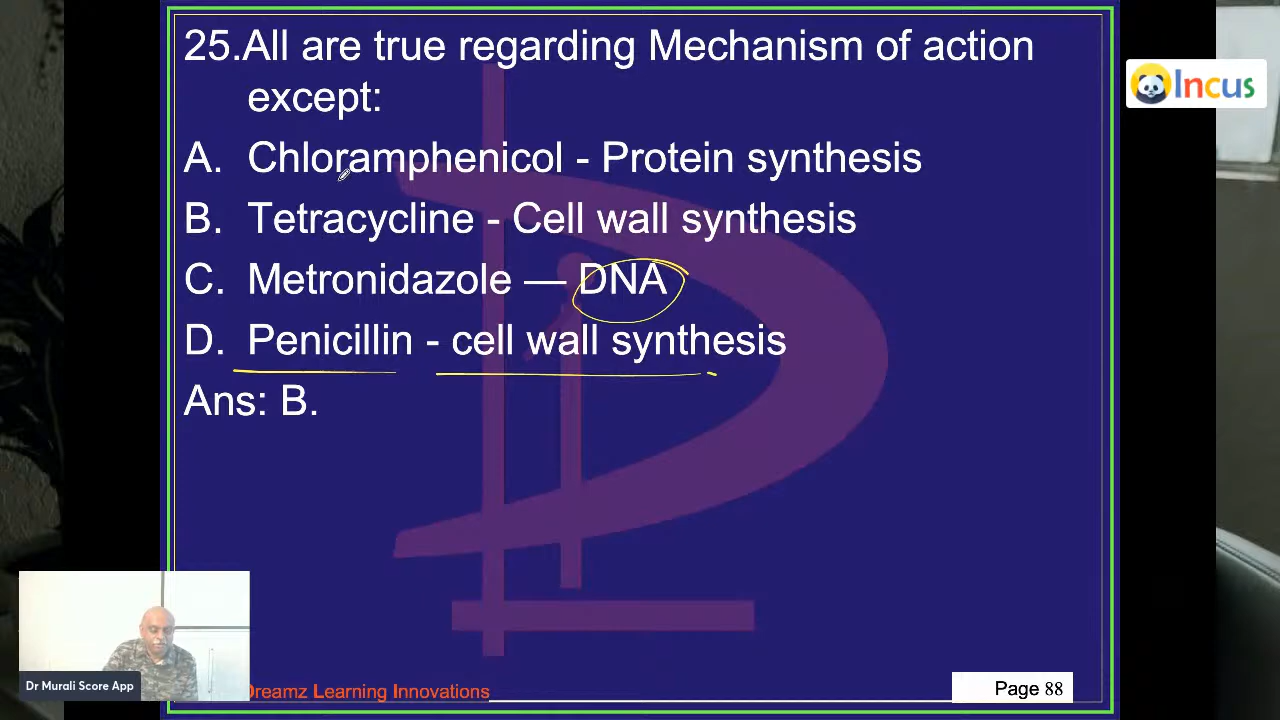 25.All are true regarding Mechanism of action
except:
A. Chloramphenicol - Protein synthesis
B. Tetracycline - Cell wall synthesis
C. Metronidazole — DNA
D. Penicillin - cell wall synthesis
Ans: B.
Incus
Dr Murali Score App
Dreamz Learning Innovations
Page 88